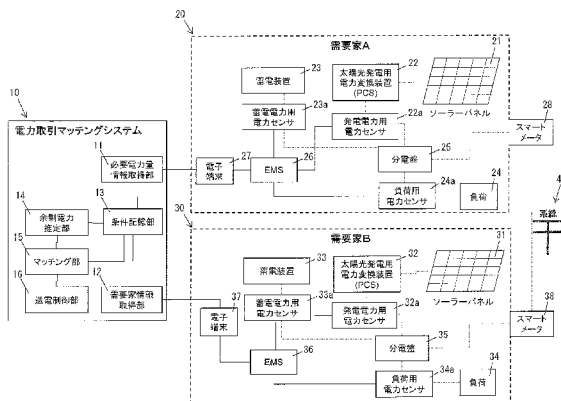 10
電力取引マッチングシステム
11
必要電力量
情報取得部
14
余剰電力
推定部
13
条件記憶部
15
マッチング部
16
送電制御部
12
需要家情報
取得部
20
需要家A
23
蓄電装置
22
太陽光発電用
電力変換装置
(PCS)
21
ソーラーパネル
23a
蓄電電力用
電力センサ
22a
発電電力用
電力センサ
28
スマート
メータ
27
電子
端末
26
EMS
25
分電盤
24a
負荷用
電力センサ
24
負荷
4
系統
30
需要家B
33
蓄電装置
32
太陽光発電用
電力変換装置
(PCS)
31
ソーラーパネル
33a
蓄電電力用
電力センサ
32a
発電電力用
電力センサ
38
スマート
メータ
37
電子
端末
36
EMS
35
分電盤
34a
負荷用
電力センサ
34
負荷